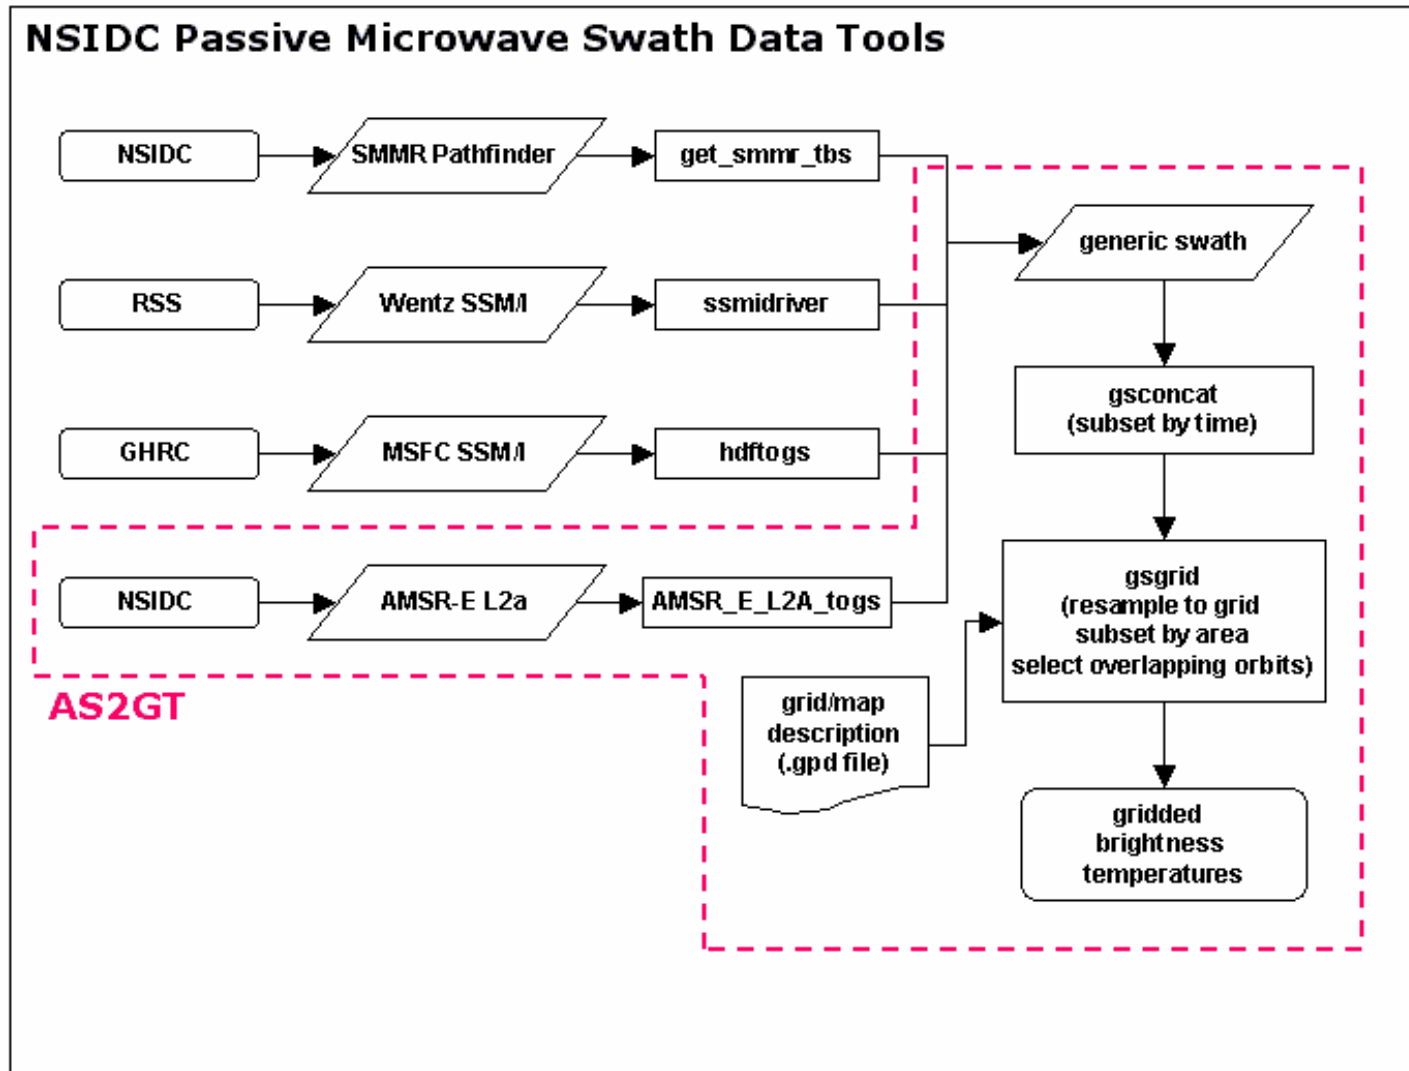 NSIDC Passive Microwave Swath Data Tools
NSIDC
SMMR Pathfinder
get_smmr_tbs
generic swath
RSS
Wentz SSM/I
ssmidriver
gsconcat
(subset by time)
GHRC
MSFC SSM/I
hdftogs
NSIDC
AMSR-E L2a
AMSR_E_L2A_togs
gsgrid
(resample to grid
subset by area
select overlapping orbits)
AS2GT
grid/map
description
(.gpd file)
gridded
brightness
temperatures